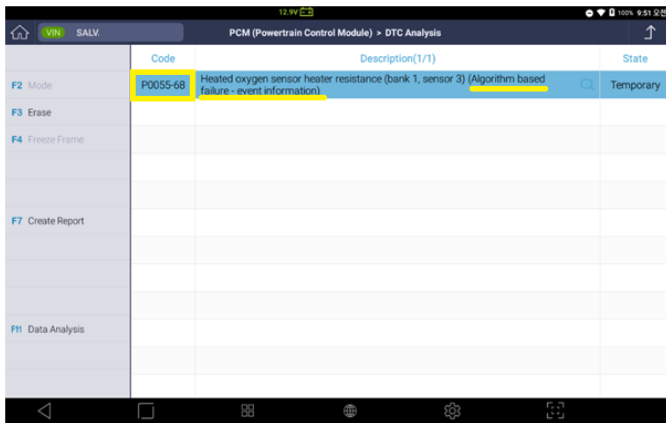 12.9V
100% 9:51 오전
VIN SALV.
PCM (Powertrain Control Module) > DTC Analysis
Code
Description(1/1)
State
F2 Mode
P0055-68
Heated oxygen sensor heater resistance (bank 1, sensor 3) (Algorithm based
failure - event information)
Temporary
F3 Erase
F4 Freeze Frame
F7 Create Report
F11 Data Analysis